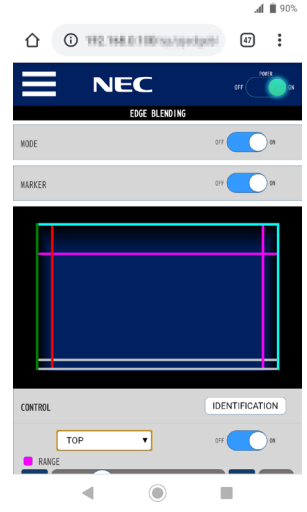 90%
47
NEC
POWER
OFF ON
EDGE BLENDING
MODE OFF ON
MARKER OFF ON
CONTROL IDENTIFICATION
TOP OFF ON
RANGE